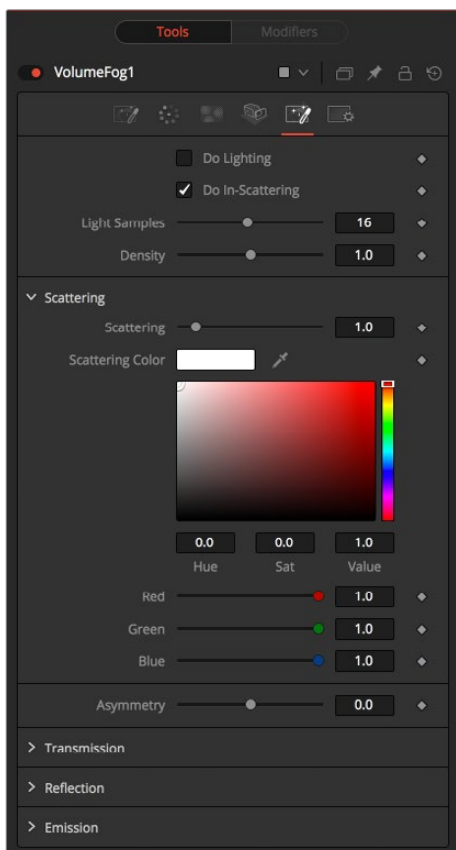 Tools Modifiers
VolumeFog1
Do Lighting
Do In-Scattering
Light Samples 16
Density 1.0
Scattering
Scattering 1.0
Scattering Color
0.0 0.0 1.0
Hue Sat Value
Red 1.0
Green 1.0
Blue 1.0
Asymmetry 0.0
Transmission
Reflection
Emission